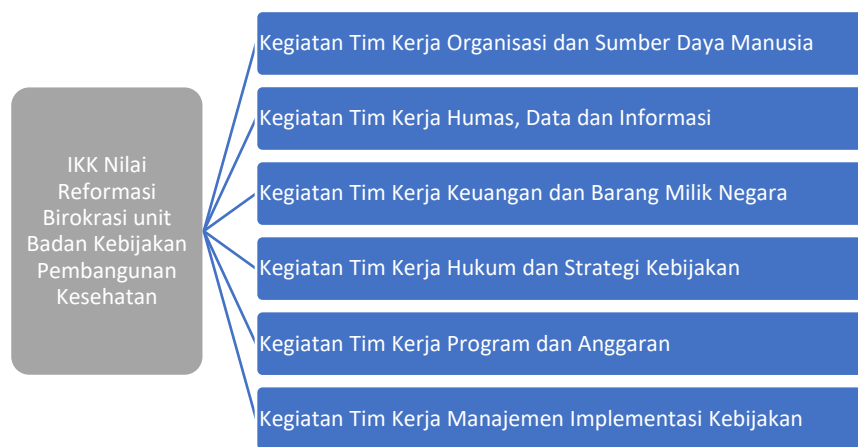 IKK Nilai
Reformasi
Birokrasi unit
Badan Kebijakan
Pembangunan
Kesehatan
Kegiatan Tim Kerja Organisasi dan Sumber Daya Manusia
Kegiatan Tim Kerja Humas, Data dan Informasi
Kegiatan Tim Kerja Keuangan dan Barang Milik Negara
Kegiatan Tim Kerja Hukum dan Strategi Kebijakan
Kegiatan Tim Kerja Program dan Anggaran
Kegiatan Tim Kerja Manajemen Implementasi Kebijakan